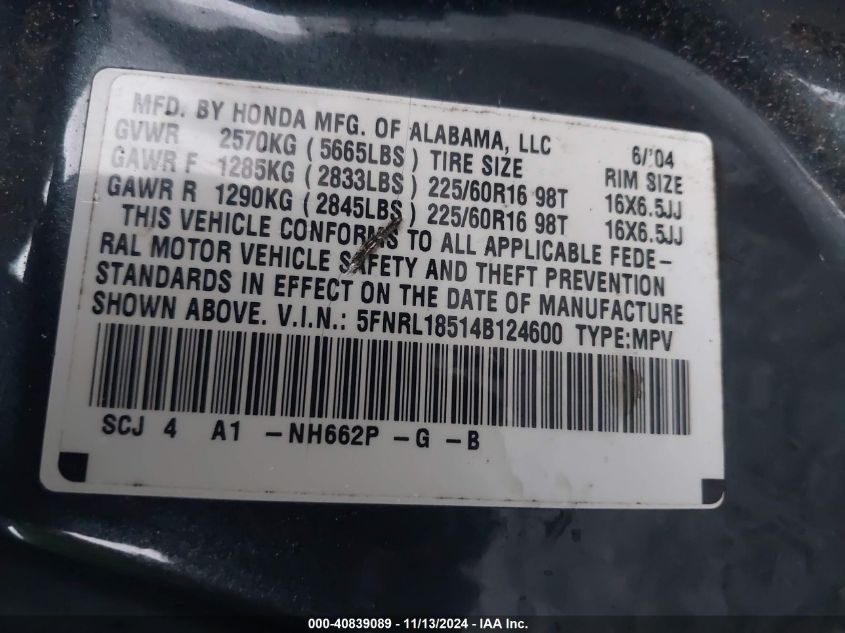 MFD. BY HONDA MFG. OF ALABAMA, LLC 6/'04
GVWR 2570KG ( 5665LBS ) TIRE SIZE RIM SIZE
GAWR F 1285KG ( 2833LBS ) 225/60R16 98T 16X6.5JJ
GAWR R 1290KG ( 2845LBS ) 225/60R16 98T 16X6.5JJ
THIS VEHICLE CONFORMS TO ALL APPLICABLE FEDE-
RAL MOTOR VEHICLE SAFETY AND THEFT PREVENTION
STANDARDS IN EFFECT ON THE DATE OF MANUFACTURE
SHOWN ABOVE. V.I.N.: 5FNRL18514B124600 TYPE:MPV
SCJ 4 A1 -NH662P -G -B
000-40839089 - 11/13/2024 - IAA Inc.